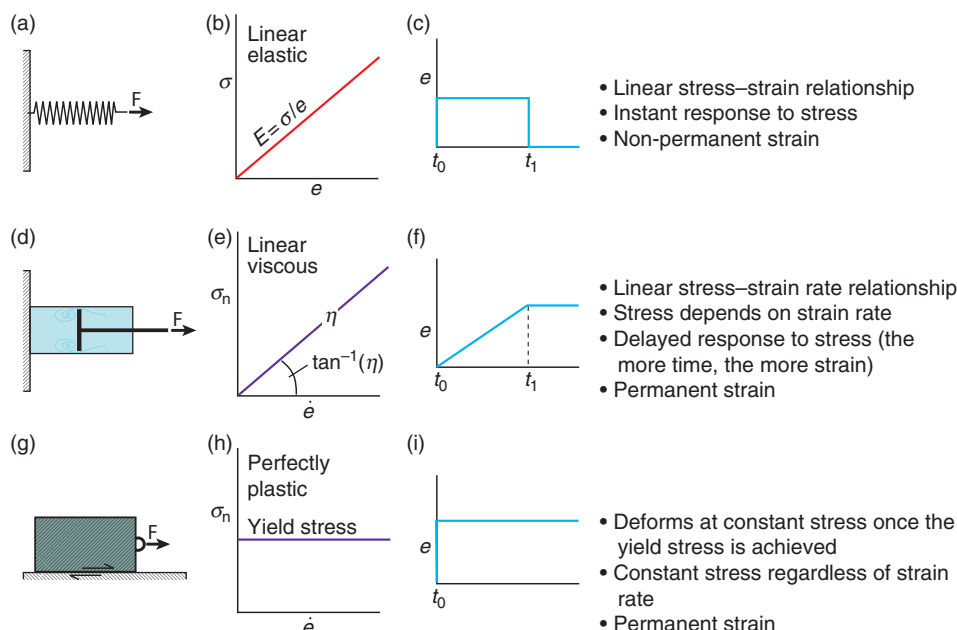 (a)
F
(b)
Linear
elastic
σ
E = σ/e
e
(c)
e
t0
t1
• Linear stress–strain relationship
• Instant response to stress
• Non-permanent strain
(d)
F
(e)
Linear
viscous
σn
η
tan−1(η)
ė
(f)
e
t0
t1
• Linear stress–strain rate relationship
• Stress depends on strain rate
• Delayed response to stress (the
more time, the more strain)
• Permanent strain
(g)
F
(h)
Perfectly
plastic
σn
Yield stress
ė
(i)
e
t0
• Deforms at constant stress once the
yield stress is achieved
• Constant stress regardless of strain
rate
• Permanent strain